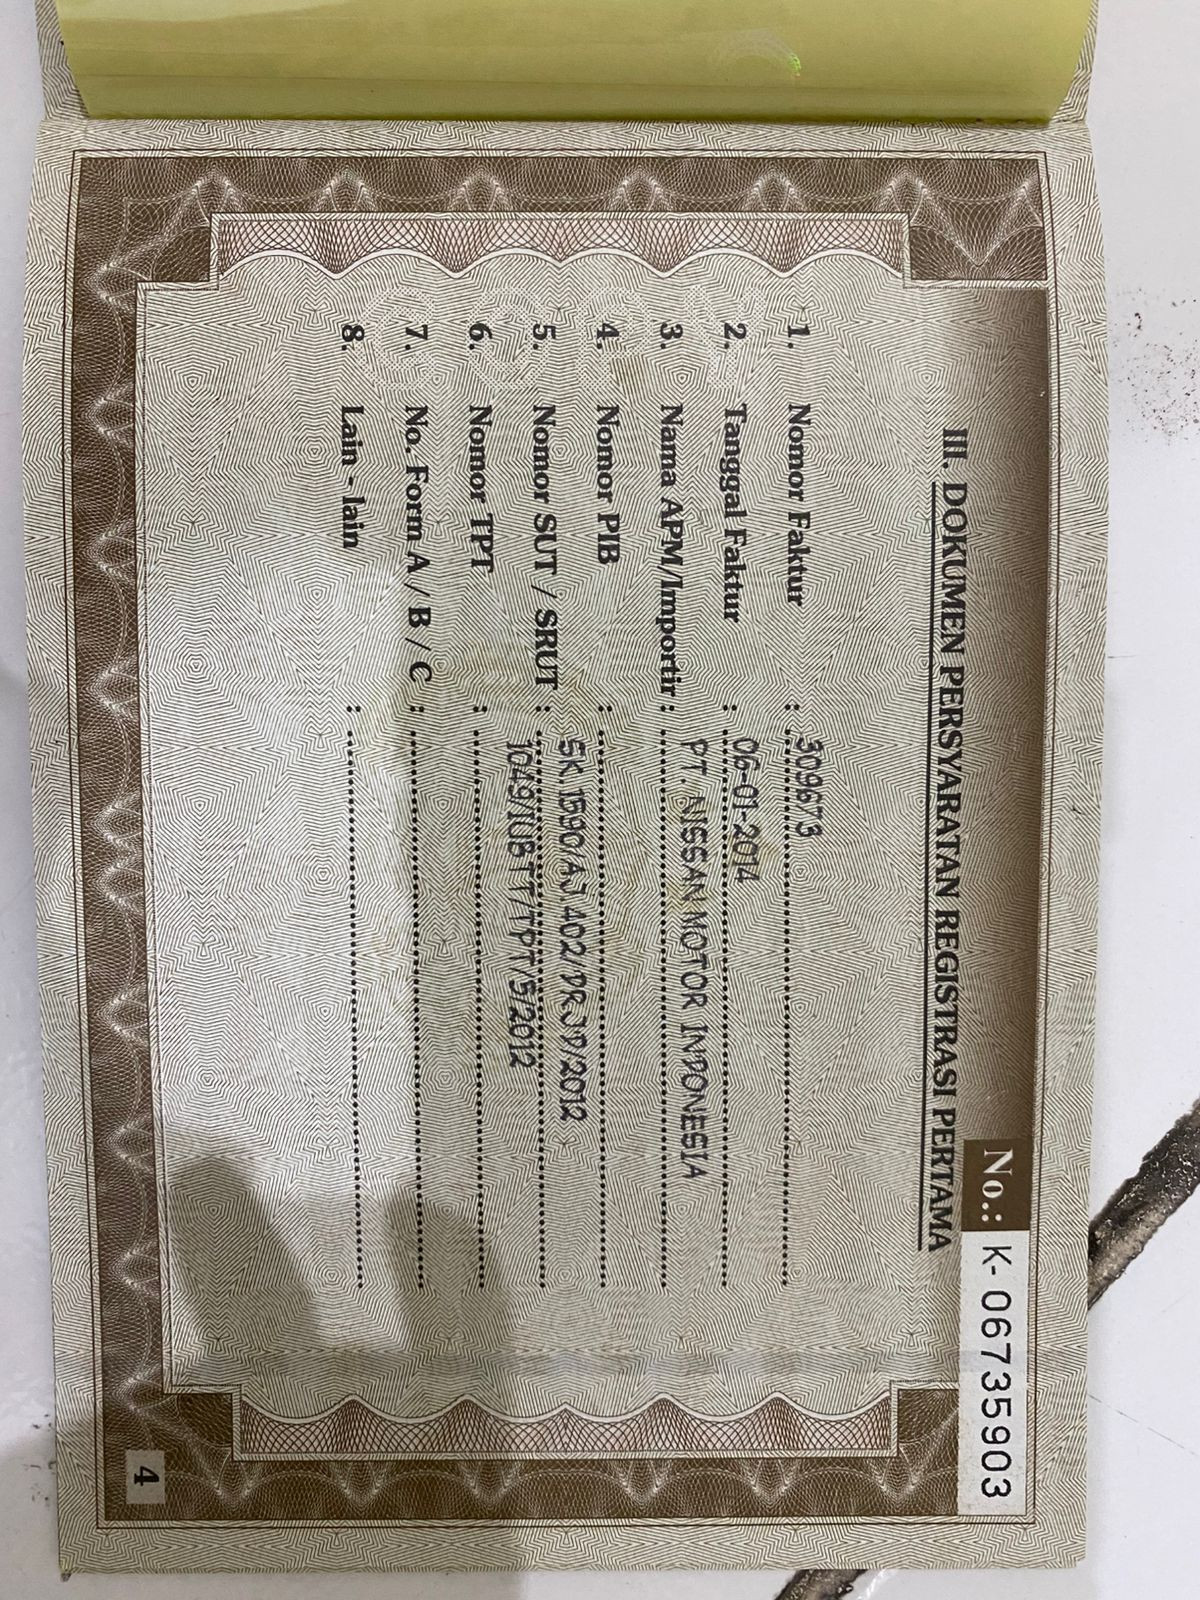 No.: K-06735903
III. DOKUMEN PERSYARATAN REGISTRASI PERTAMA
1. Nomor Faktur : 309673
2. Tanggal Faktur : 06-01-2014
3. Nama APM/Importir : PT. NISSAN MOTOR INDONESIA
4. Nomor PIB :
5. Nomor SUT / SRUT : SK.1590/AJ.402/DRJD/2012
6. Nomor TPT : 1049/IUBTT/TPT/5/2012
7. No. Form A / B / C :
8. Lain - lain :
4